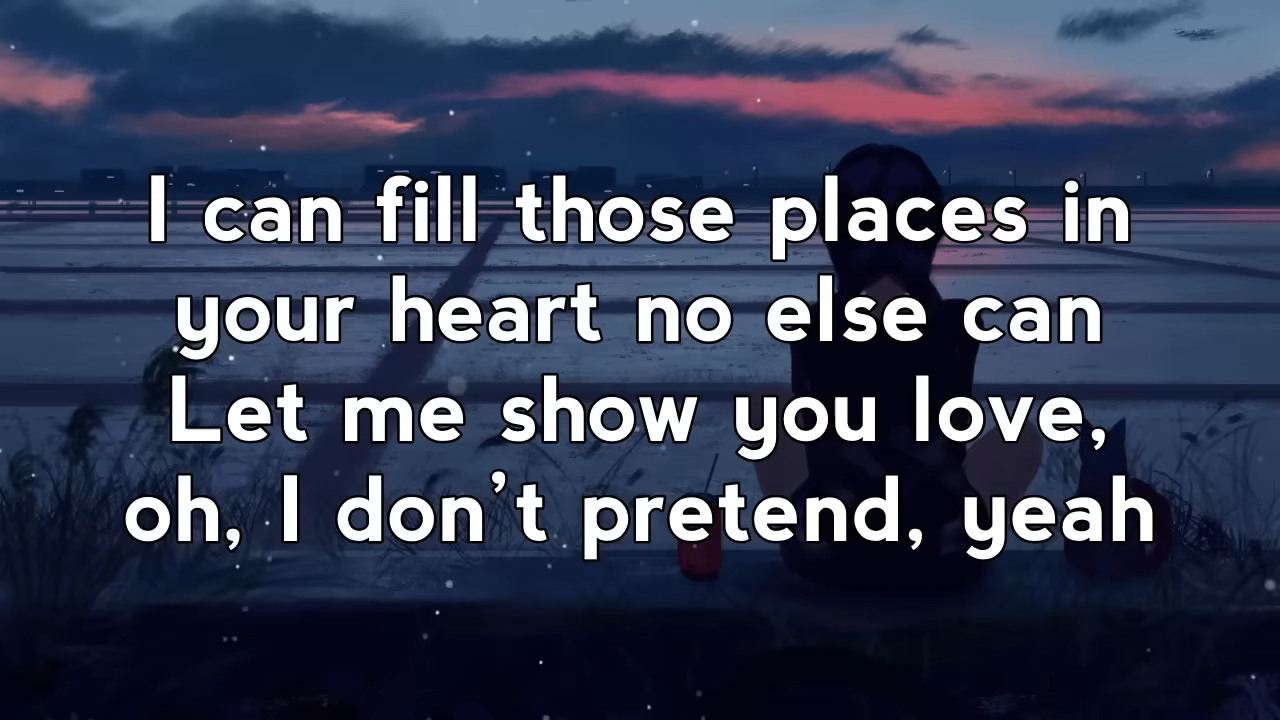 I can fill those places in
your heart no else can
Let me show you love,
oh, I don’t pretend, yeah